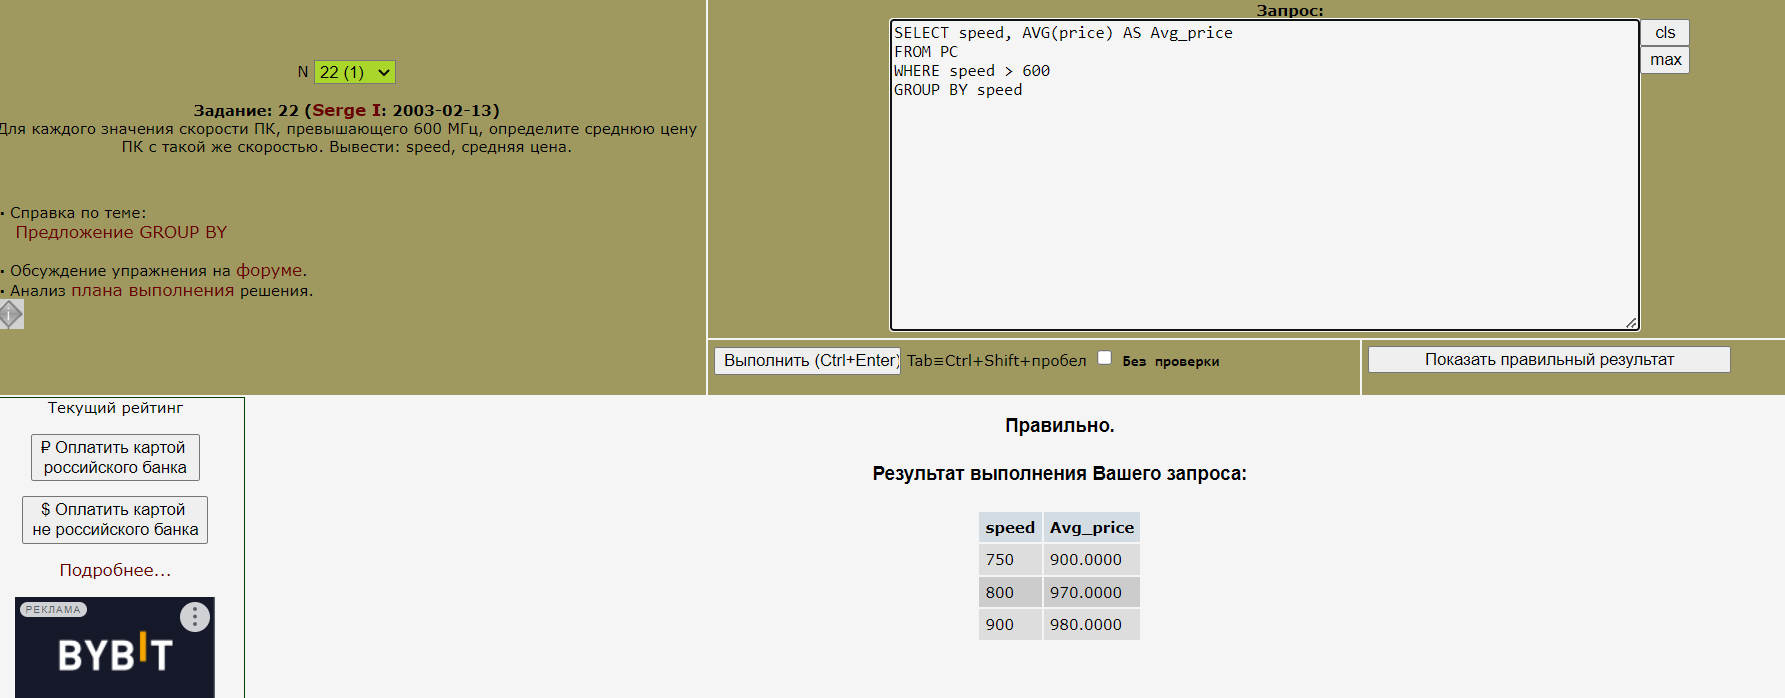 N 22 (1)
Задание: 22 (Serge I: 2003-02-13)
Для каждого значения скорости ПК, превышающего 600 МГц, определите среднюю цену
ПК с такой же скоростью. Вывести: speed, средняя цена.
· Справка по теме:
Предложение GROUP BY
· Обсуждение упражнения на форуме.
· Анализ плана выполнения решения.
i
Запрос:
SELECT speed, AVG(price) AS Avg_price
FROM PC
WHERE speed > 600
GROUP BY speed
cls
max
Выполнить (Ctrl+Enter) Tab≡Ctrl+Shift+пробел Без проверки
Показать правильный результат
Текущий рейтинг
₽ Оплатить картой
российского банка
$ Оплатить картой
не российского банка
Подробнее...
РЕКЛАМА
BYBIT
Правильно.
Результат выполнения Вашего запроса:
speed Avg_price
750 900.0000
800 970.0000
900 980.0000